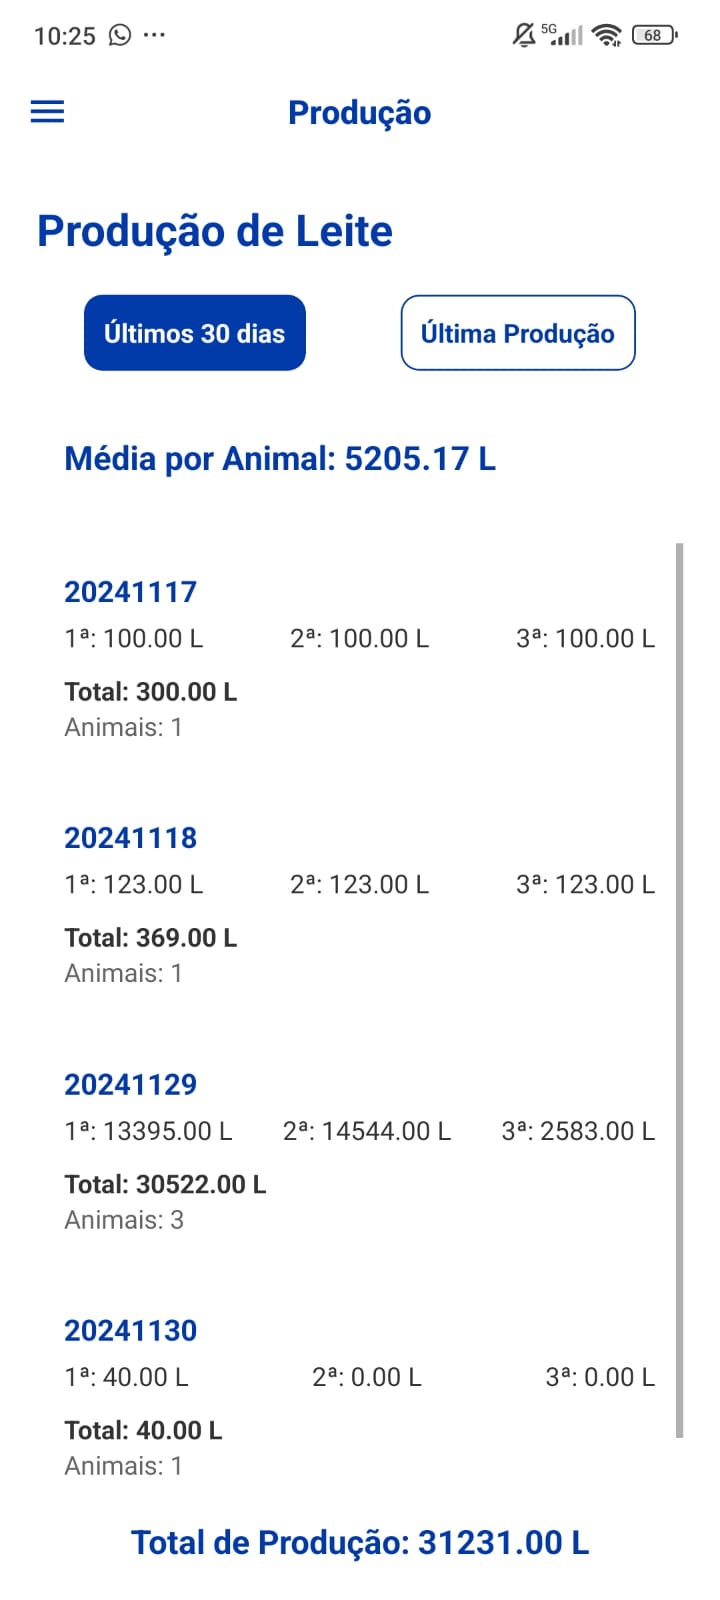 10:25 ...
5G 68
Produção
Produção de Leite
Últimos 30 dias Última Produção
Média por Animal: 5205.17 L
20241117
1ª: 100.00 L 2ª: 100.00 L 3ª: 100.00 L
Total: 300.00 L
Animais: 1
20241118
1ª: 123.00 L 2ª: 123.00 L 3ª: 123.00 L
Total: 369.00 L
Animais: 1
20241129
1ª: 13395.00 L 2ª: 14544.00 L 3ª: 2583.00 L
Total: 30522.00 L
Animais: 3
20241130
1ª: 40.00 L 2ª: 0.00 L 3ª: 0.00 L
Total: 40.00 L
Animais: 1
Total de Produção: 31231.00 L